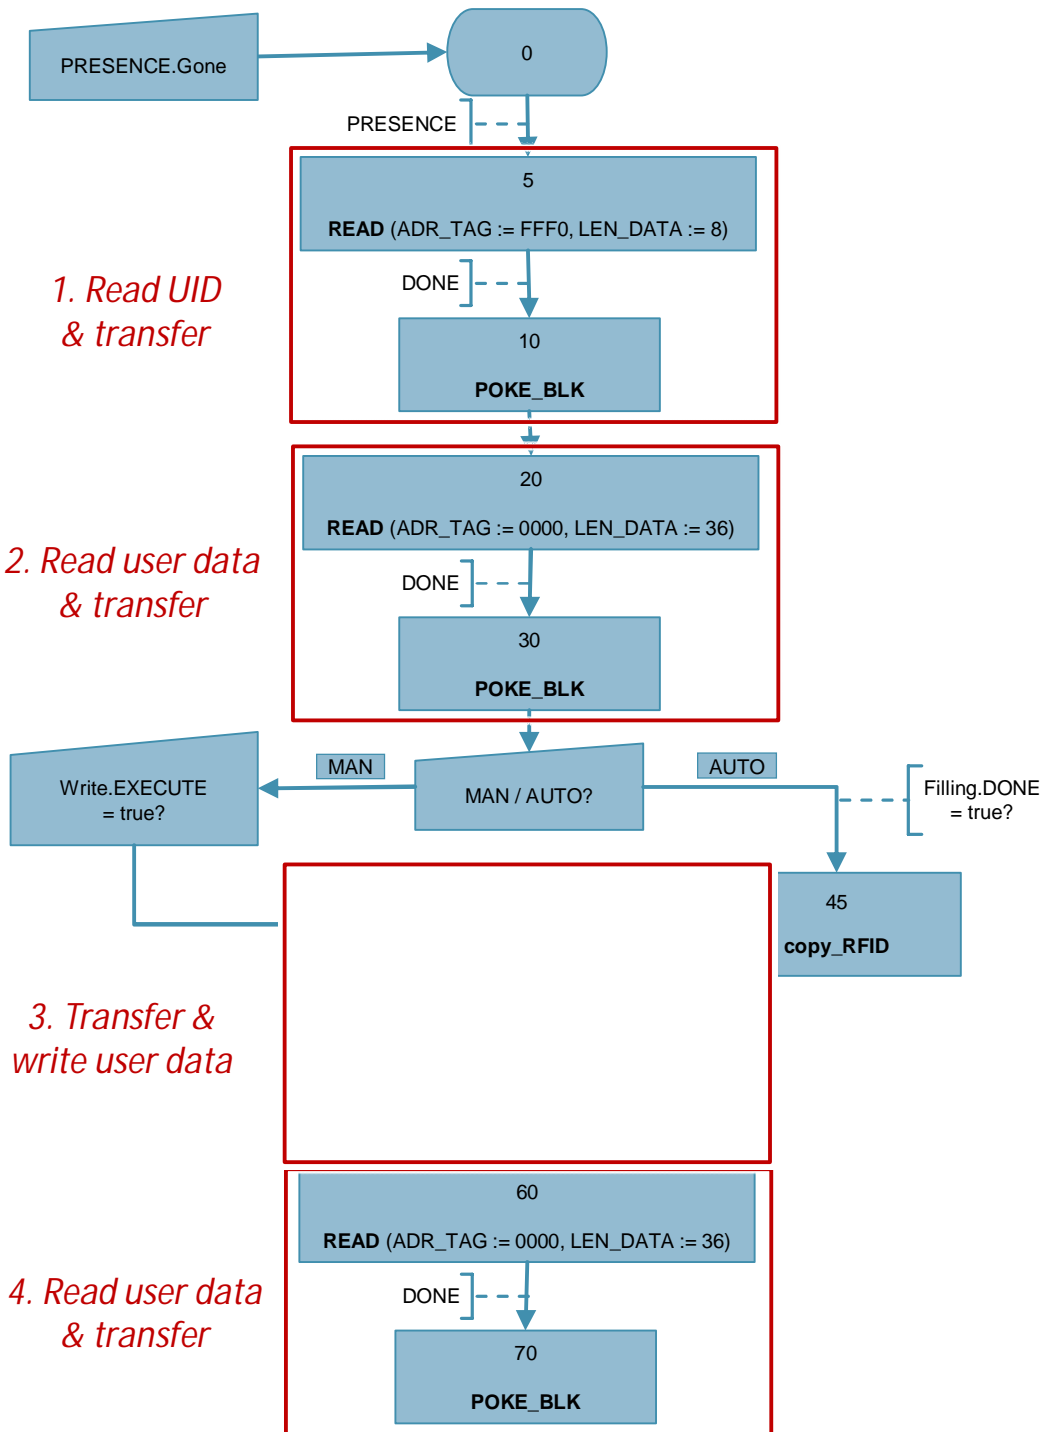 PRESENCE.Gone
0
PRESENCE
5
READ (ADR_TAG := FFF0, LEN_DATA := 8)
1. Read UID
& transfer
DONE
10
POKE_BLK
20
READ (ADR_TAG := 0000, LEN_DATA := 36)
2. Read user data
& transfer
DONE
30
POKE_BLK
Write.EXECUTE
= true?
MAN
MAN / AUTO?
AUTO
Filling.DONE
= true?
45
copy_RFID
3. Transfer &
write user data
60
READ (ADR_TAG := 0000, LEN_DATA := 36)
4. Read user data
& transfer
DONE
70
POKE_BLK